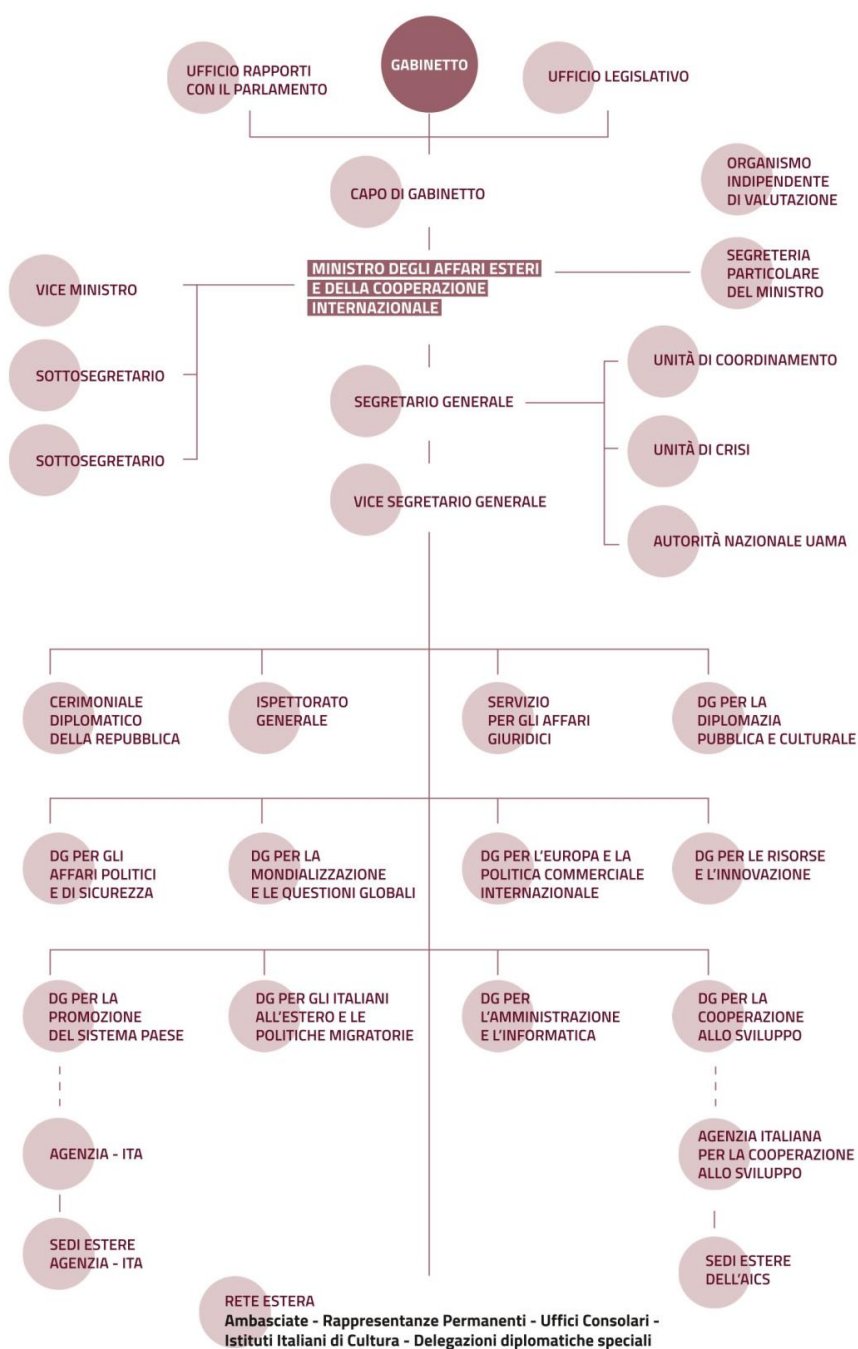 GABINETTO
UFFICIO RAPPORTI
CON IL PARLAMENTO
UFFICIO LEGISLATIVO
CAPO DI GABINETTO
ORGANISMO
INDIPENDENTE
DI VALUTAZIONE
MINISTRO DEGLI AFFARI ESTERI
E DELLA COOPERAZIONE
INTERNAZIONALE
SEGRETERIA
PARTICOLARE
DEL MINISTRO
VICE MINISTRO
SOTTOSEGRETARIO
SOTTOSEGRETARIO
SEGRETARIO GENERALE
UNITÀ DI COORDINAMENTO
UNITÀ DI CRISI
AUTORITÀ NAZIONALE UAMA
VICE SEGRETARIO GENERALE
CERIMONIALE
DIPLOMATICO
DELLA REPUBBLICA
ISPETTORATO
GENERALE
SERVIZIO
PER GLI AFFARI
GIURIDICI
DG PER LA
DIPLOMAZIA
PUBBLICA E CULTURALE
DG PER GLI
AFFARI POLITICI
E DI SICUREZZA
DG PER LA
MONDIALIZZAZIONE
E LE QUESTIONI GLOBALI
DG PER L'EUROPA E LA
POLITICA COMMERCIALE
INTERNAZIONALE
DG PER LE RISORSE
E L'INNOVAZIONE
DG PER LA
PROMOZIONE
DEL SISTEMA PAESE
DG PER GLI ITALIANI
ALL'ESTERO E LE
POLITICHE MIGRATORIE
DG PER
L'AMMINISTRAZIONE
E L'INFORMATICA
DG PER LA
COOPERAZIONE
ALLO SVILUPPO
AGENZIA - ITA
AGENZIA ITALIANA
PER LA COOPERAZIONE
ALLO SVILUPPO
SEDI ESTERE
AGENZIA - ITA
SEDI ESTERE
DELL'AICS
RETE ESTERA
Ambasciate - Rappresentanze Permanenti - Uffici Consolari -
Istituti Italiani di Cultura - Delegazioni diplomatiche speciali